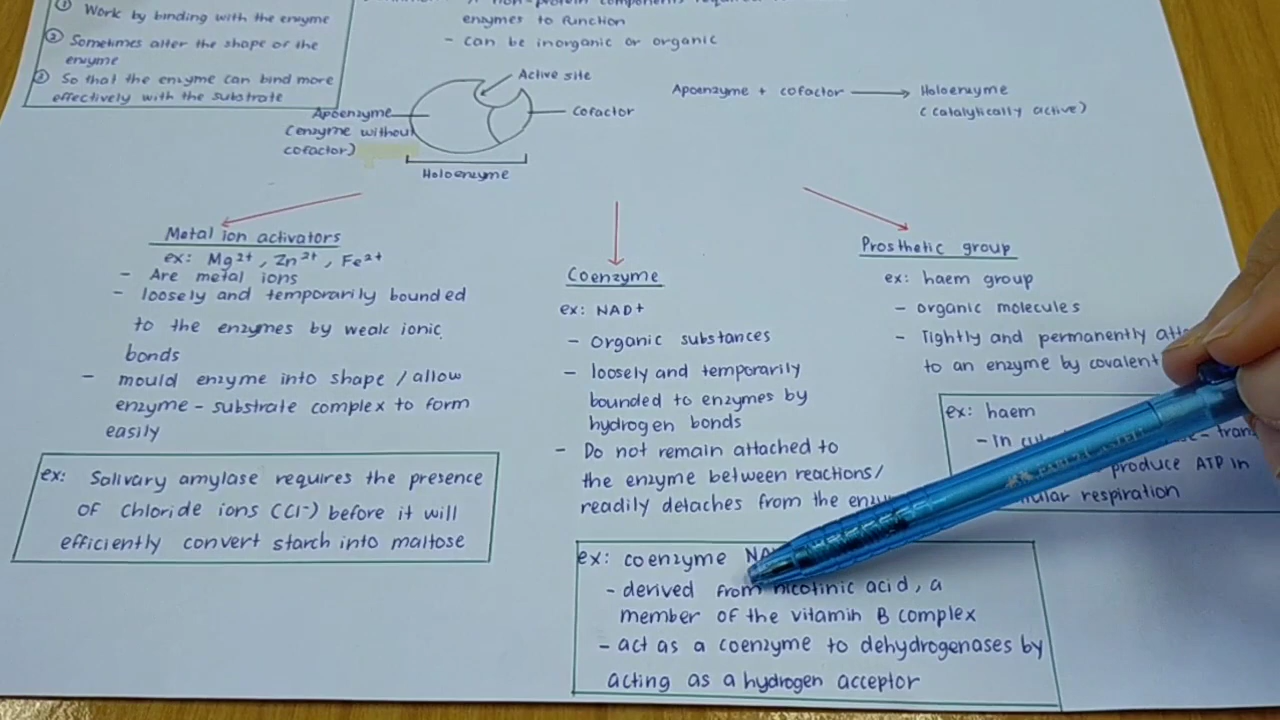 ① Work by binding with the enzyme
② Sometimes alter the shape of the
enzyme
③ So that the enzyme can bind more
effectively with the substrate
enzymes to function
- can be inorganic or organic
Active site
Apoenzyme
(enzyme without
cofactor)
Cofactor
Holoenzyme
Apoenzyme + cofactor → Holoenzyme
(catalytically active)
Metal ion activators
ex: Mg²⁺, Zn²⁺, Fe²⁺
- Are metal ions
- loosely and temporarily bounded
to the enzymes by weak ionic
bonds
- mould enzyme into shape / allow
enzyme - substrate complex to form
easily
ex: Salivary amylase requires the presence
of chloride ions (Cl⁻) before it will
efficiently convert starch into maltose
Coenzyme
ex: NAD+
- organic substances
- loosely and temporarily
bounded to enzymes by
hydrogen bonds
- Do not remain attached to
the enzyme between reactions/
readily detaches from the
ex: coenzyme
- derived from nicotinic acid, a
member of the vitamin B complex
- act as a coenzyme to dehydrogenases by
acting as a hydrogen acceptor
Prosthetic group
ex: haem group
- organic molecules
- Tightly and permanently
to an enzyme by covalent
ex: haem
- In
produce ATP in
respiration